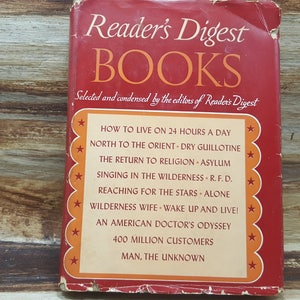 Reader's Digest
BOOKS
Selected and condensed by the editors of Reader's Digest
HOW TO LIVE ON 24 HOURS A DAY
NORTH TO THE ORIENT · DRY GUILLOTINE
THE RETURN TO RELIGION · ASYLUM
SINGING IN THE WILDERNESS · R.F.D.
REACHING FOR THE STARS · ALONE
WILDERNESS WIFE · WAKE UP AND LIVE!
AN AMERICAN DOCTOR'S ODYSSEY
400 MILLION CUSTOMERS
MAN, THE UNKNOWN